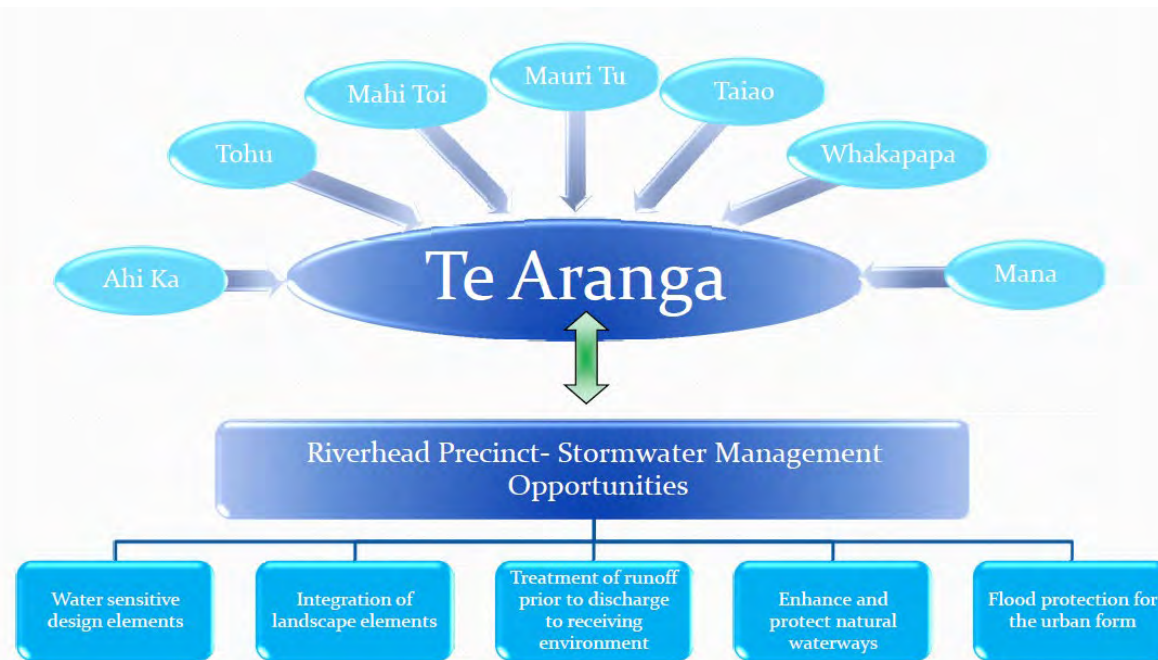 Mauri Tu
Mahi Toi
Taiao
Tohu
Whakapapa
Ahi Ka
Te Aranga
Mana
Riverhead Precinct- Stormwater Management
Opportunities
Water sensitive
design elements
Integration of
landscape elements
Treatment of runoff
prior to discharge
to receiving
environment
Enhance and
protect natural
waterways
Flood protection for
the urban form